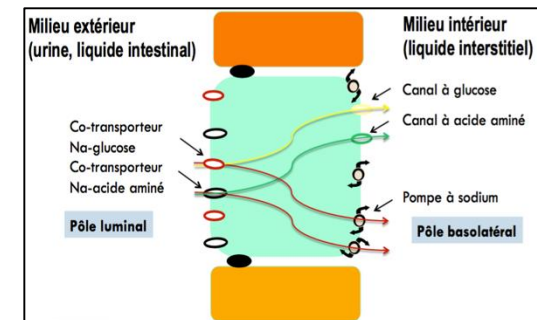 Milieu extérieur
(urine, liquide intestinal)
Milieu intérieur
(liquide interstitiel)
Canal à glucose
Canal à acide aminé
Co-transporteur
Na-glucose
Co-transporteur
Na-acide aminé
Pompe à sodium
Pôle luminal
Pôle basolatéral